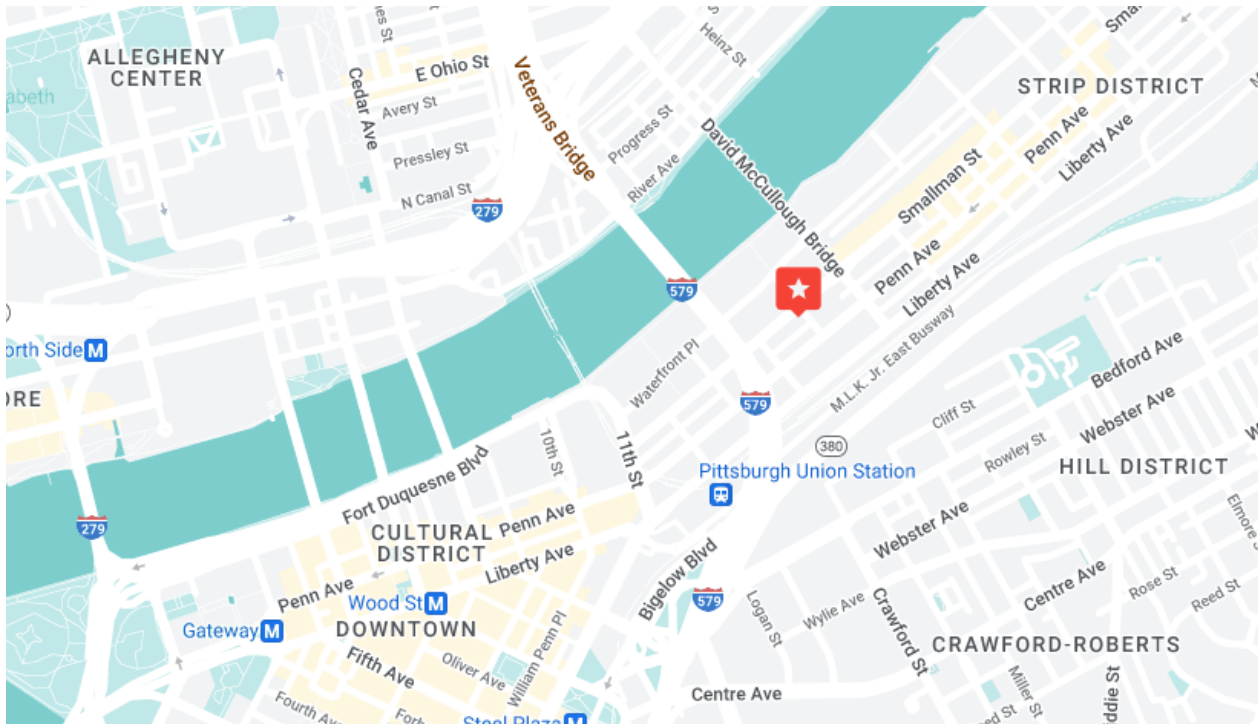 ALLEGHENY
CENTER
E Ohio St
Cedar Ave
Avery St
Pressley St
N Canal St
279
Veterans Bridge
Progress St
River Ave
Heinz St
David McCullough Bridge
STRIP DISTRICT
Penn Ave
Liberty Ave
Smallman St
Penn Ave
Liberty Ave
579
M.L.K. Jr. East Busway
Waterfront Pl
579
380
Pittsburgh Union Station
Cliff St
Rowley St
Bedford Ave
Webster Ave
HILL DISTRICT
Webster Ave
Centre Ave
Rose St
Reed St
Crawford St
CRAWFORD-ROBERTS
Miller St
Wylie Ave
Logan St
Centre Ave
Bigelow Blvd
579
11th St
10th St
Fort Duquesne Blvd
CULTURAL
DISTRICT
Penn Ave
Liberty Ave
Penn Ave
Wood St M
Gateway M
DOWNTOWN
Fifth Ave
Oliver Ave
William Penn Pl
Fourth Ave
Steel Plaza M
279
orth Side M